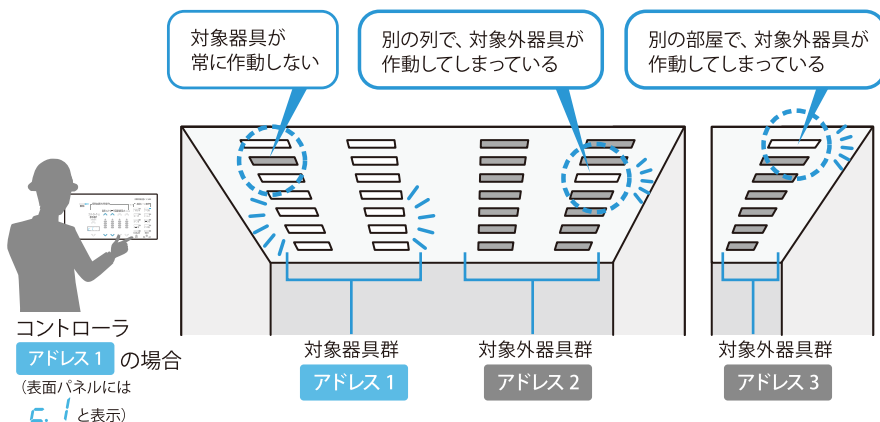 対象器具が
常に作動しない
別の列で、対象外器具が
作動してしまっている
別の部屋で、対象外器具が
作動してしまっている
コントローラ
アドレス 1 の場合
(表面パネルには
c. 1 と表示)
対象器具群
アドレス 1
対象外器具群
アドレス 2
対象外器具群
アドレス 3